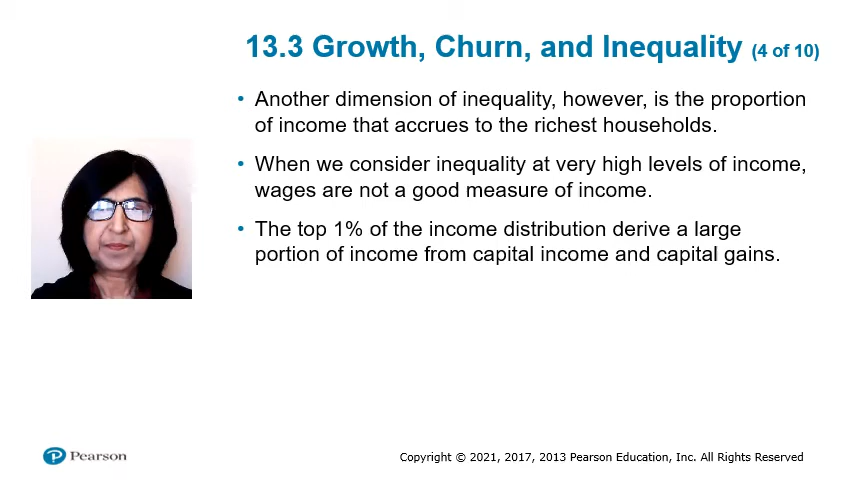 13.3 Growth, Churn, and Inequality (4 of 10)
• Another dimension of inequality, however, is the proportion
of income that accrues to the richest households.
• When we consider inequality at very high levels of income,
wages are not a good measure of income.
• The top 1% of the income distribution derive a large
portion of income from capital income and capital gains.
Pearson
Copyright © 2021, 2017, 2013 Pearson Education, Inc. All Rights Reserved